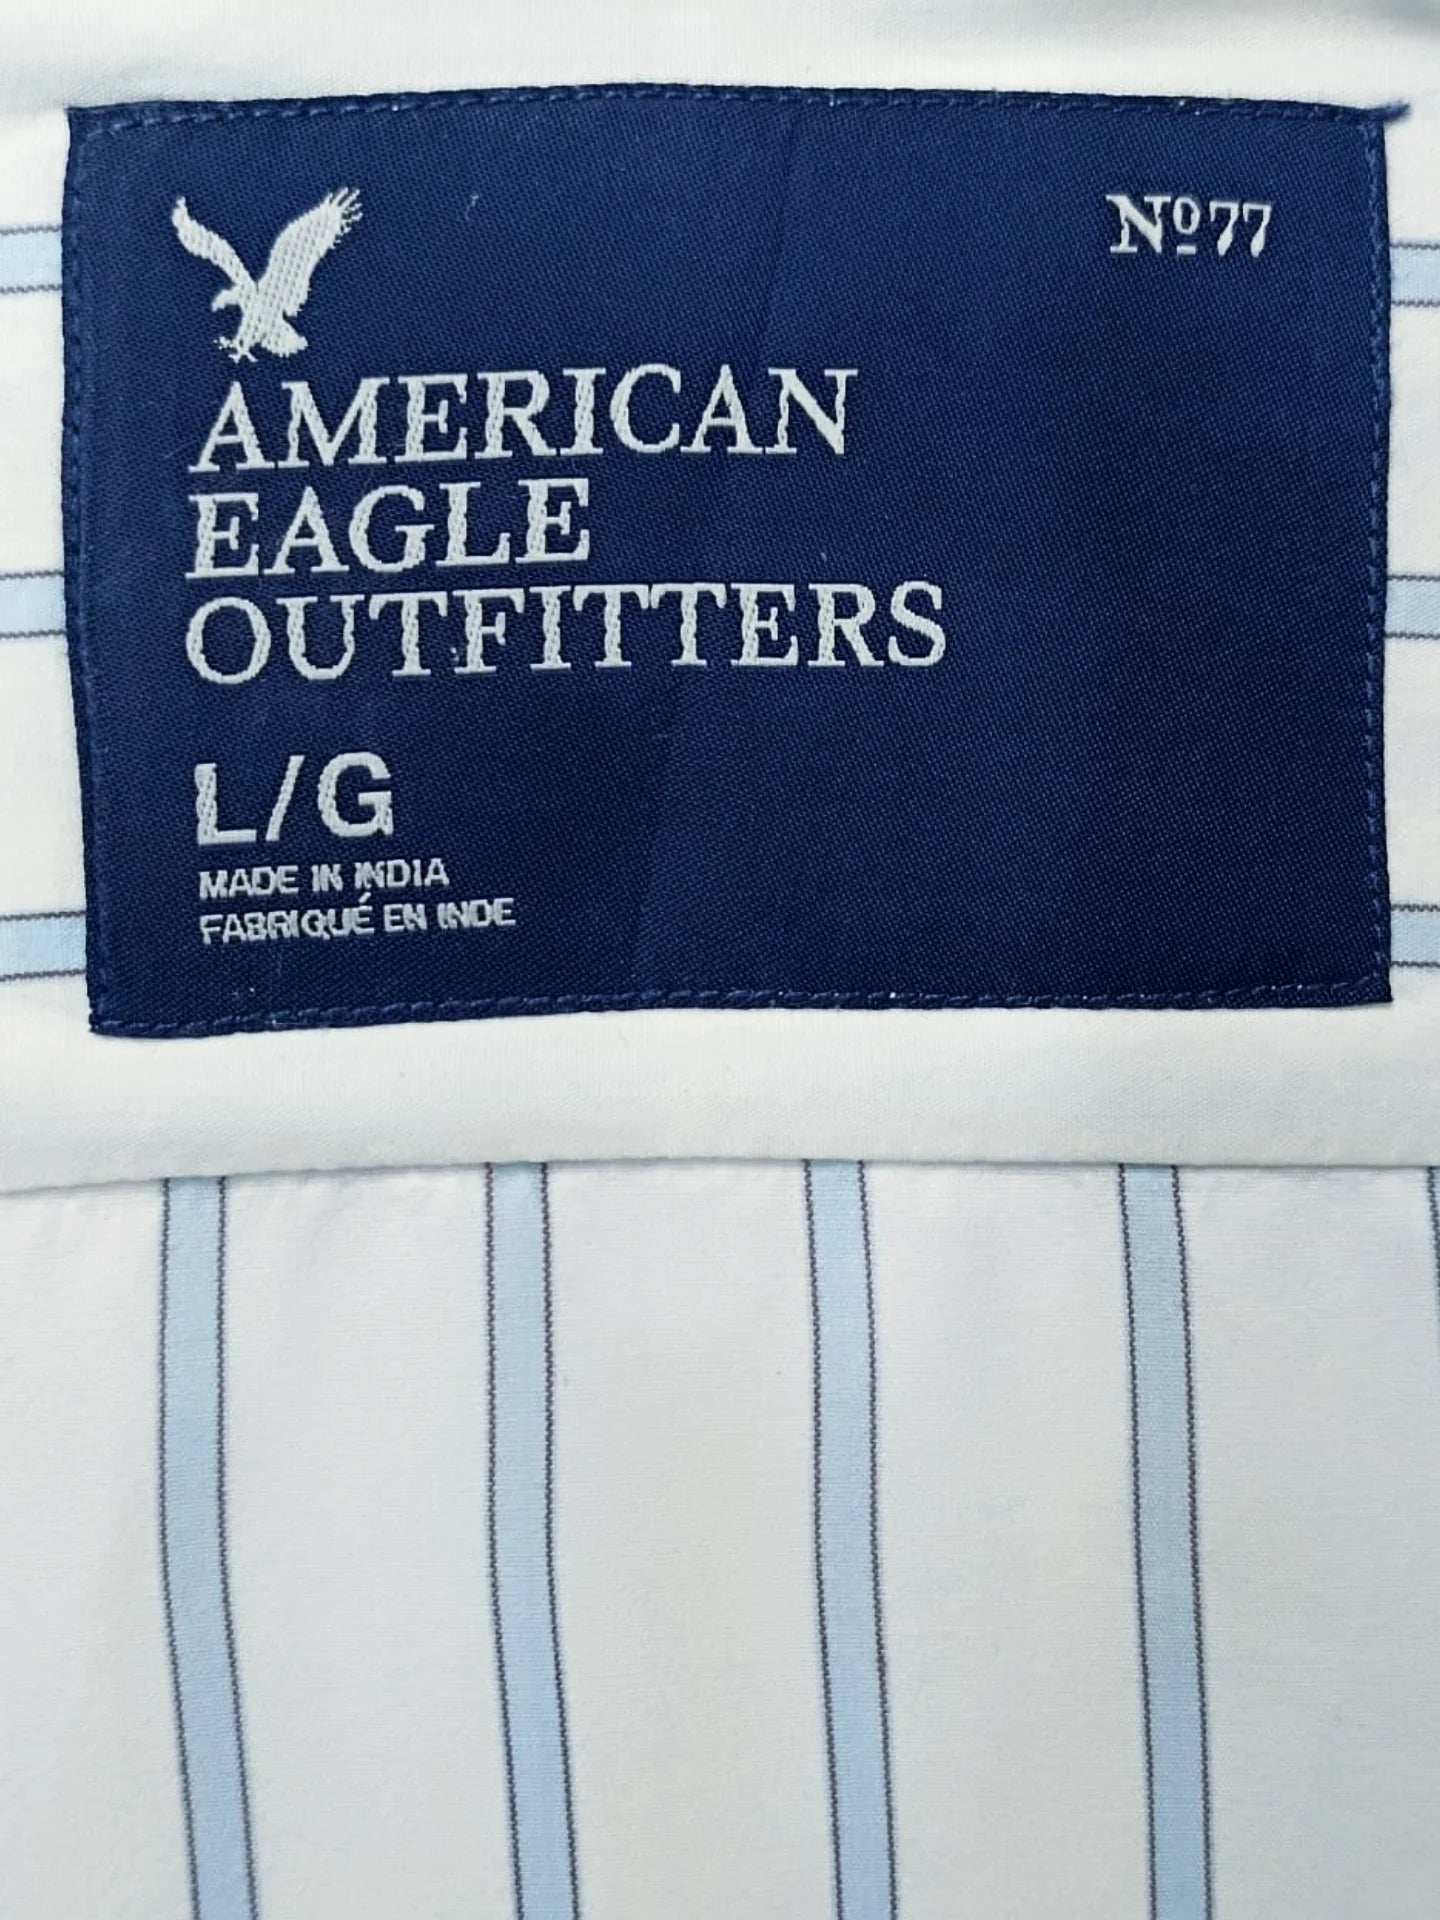 Nº77
AMERICAN
EAGLE
OUTFITTERS
L/G
MADE IN INDIA
FABRIQUÉ EN INDE